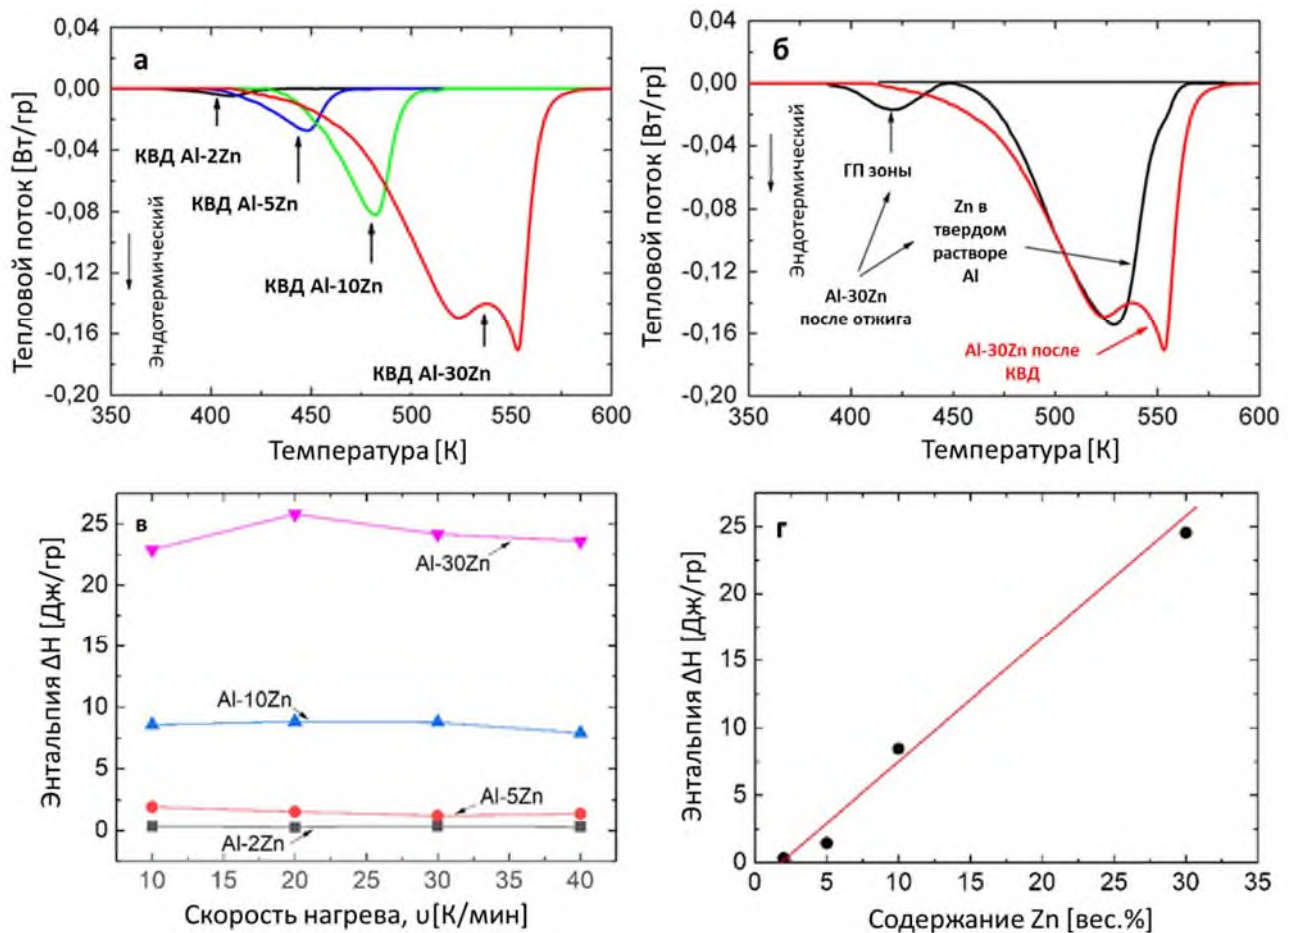 а
0,04
0,00
-0,04
-0,08
-0,12
-0,16
-0,20
Тепловой поток [Вт/гр]
Эндотермический
КВД Al-2Zn
КВД Al-5Zn
КВД Al-10Zn
КВД Al-30Zn
350 400 450 500 550 600
Температура [К]
б
0,04
0,00
-0,04
-0,08
-0,12
-0,16
-0,20
Тепловой поток [Вт/гр]
Эндотермический
ГП зоны
Zn в
твердом
растворе
Al
Al-30Zn
после отжига
Al-30Zn после
КВД
350 400 450 500 550 600
Температура [К]
в
25
20
15
10
5
0
Энтальпия ΔH [Дж/гр]
Al-30Zn
Al-10Zn
Al-5Zn
Al-2Zn
10 15 20 25 30 35 40
Скорость нагрева, υ[К/мин]
г
25
20
15
10
5
0
Энтальпия ΔH [Дж/гр]
0 5 10 15 20 25 30 35
Содержание Zn [вес.%]